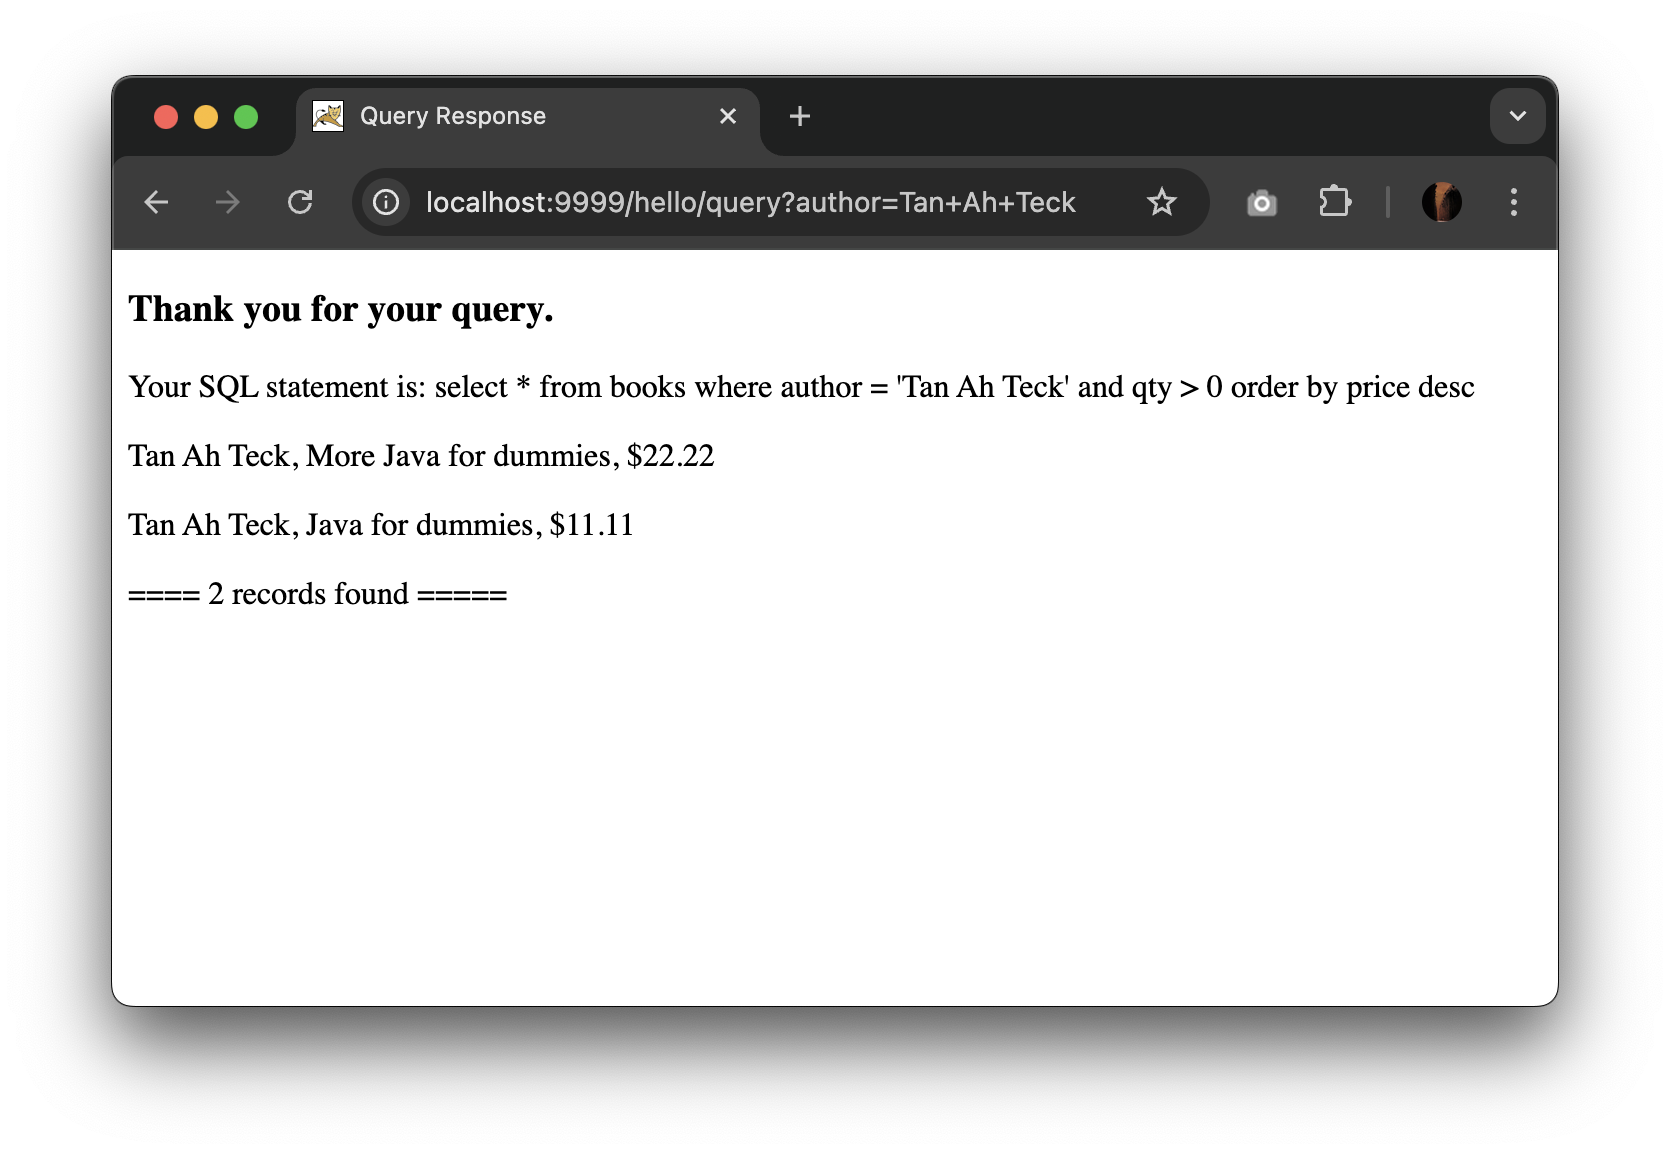 Query Response
localhost:9999/hello/query?author=Tan+Ah+Teck
Thank you for your query.
Your SQL statement is: select * from books where author = 'Tan Ah Teck' and qty > 0 order by price desc
Tan Ah Teck, More Java for dummies, $22.22
Tan Ah Teck, Java for dummies, $11.11
==== 2 records found =====